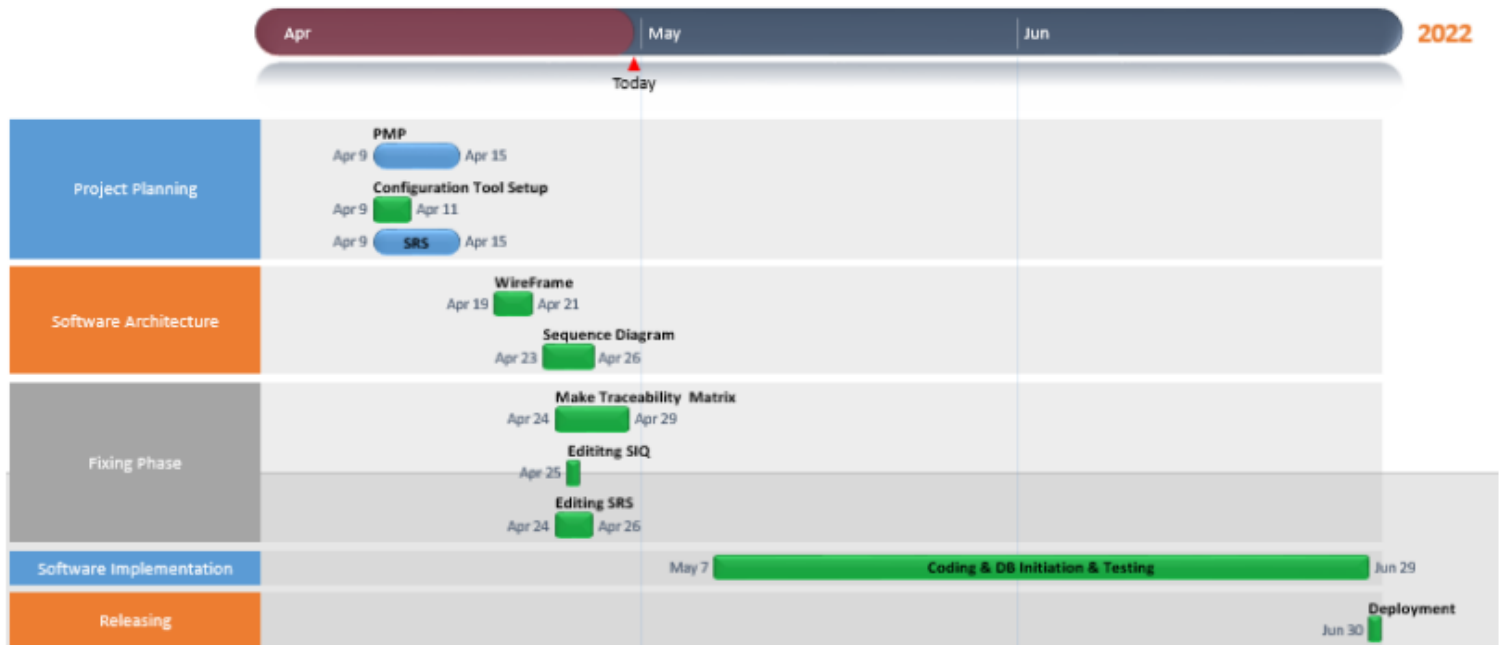 Apr
May
Jun
2022
Today
Project Planning
PMP
Apr 9
Apr 15
Configuration Tool Setup
Apr 9
Apr 11
Apr 9
SRS
Apr 15
Software Architecture
WireFrame
Apr 19
Apr 21
Sequence Diagram
Apr 23
Apr 26
Fixing Phase
Make Traceability Matrix
Apr 24
Apr 29
Edititng SIQ
Apr 25
Editing SRS
Apr 24
Apr 26
Software Implementation
May 7
Coding & DB Initiation & Testing
Jun 29
Releasing
Deployment
Jun 30